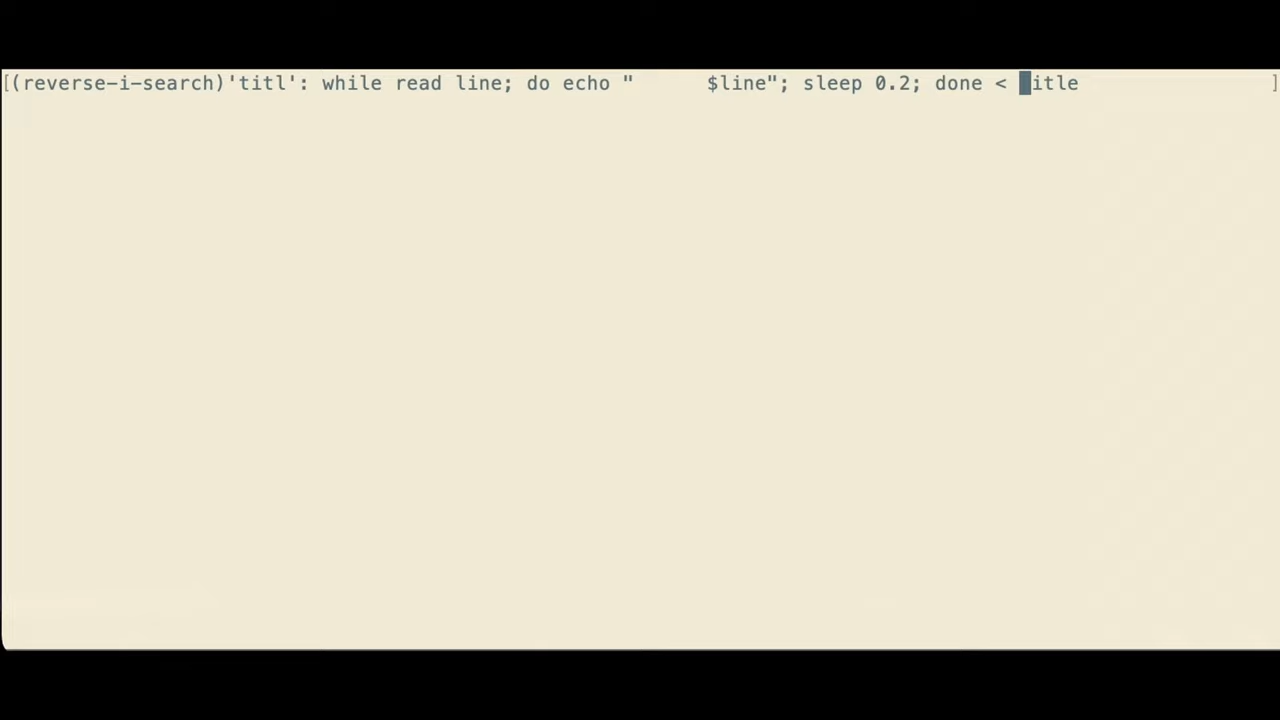 [(reverse-i-search)'titl': while read line; do echo "      $line"; sleep 0.2; done < title ]